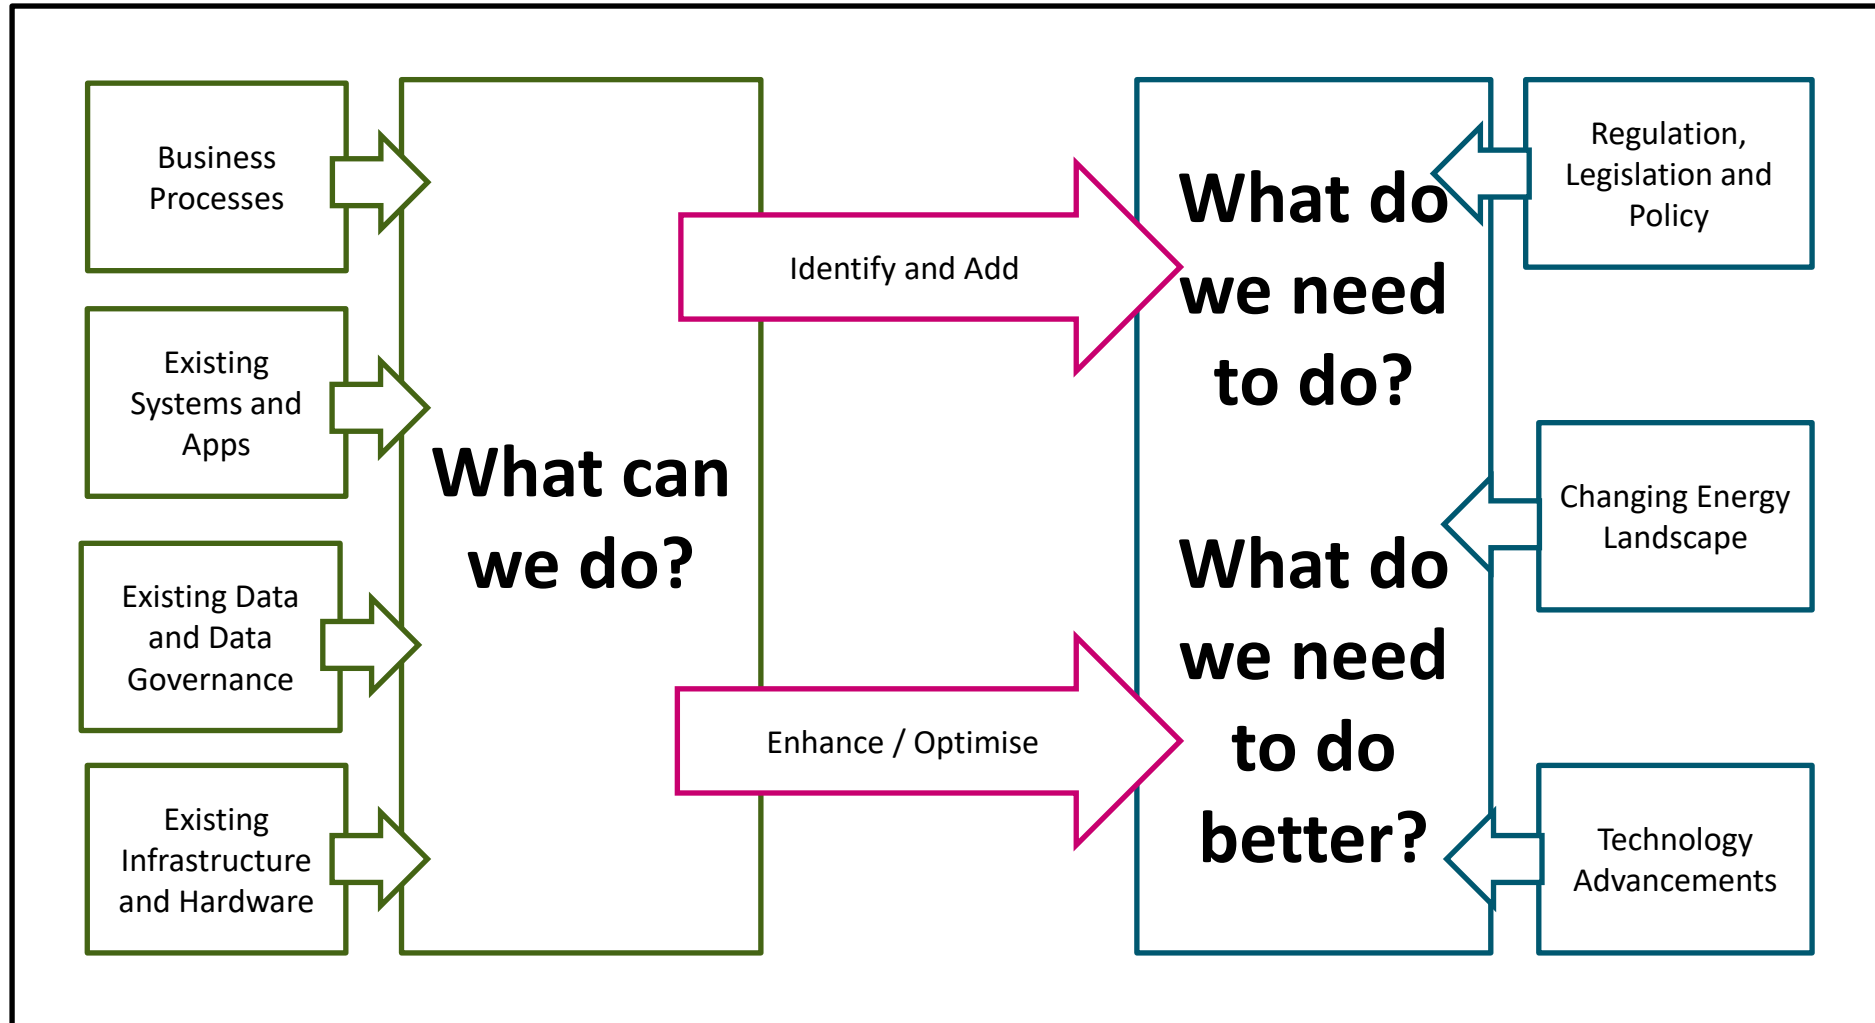 Business
Processes
Existing
Systems and
Apps
Existing Data
and Data
Governance
Existing
Infrastructure
and Hardware
What can
we do?
Identify and Add
Enhance / Optimise
What do
we need
to do?
What do
we need
to do
better?
Regulation,
Legislation and
Policy
Changing Energy
Landscape
Technology
Advancements